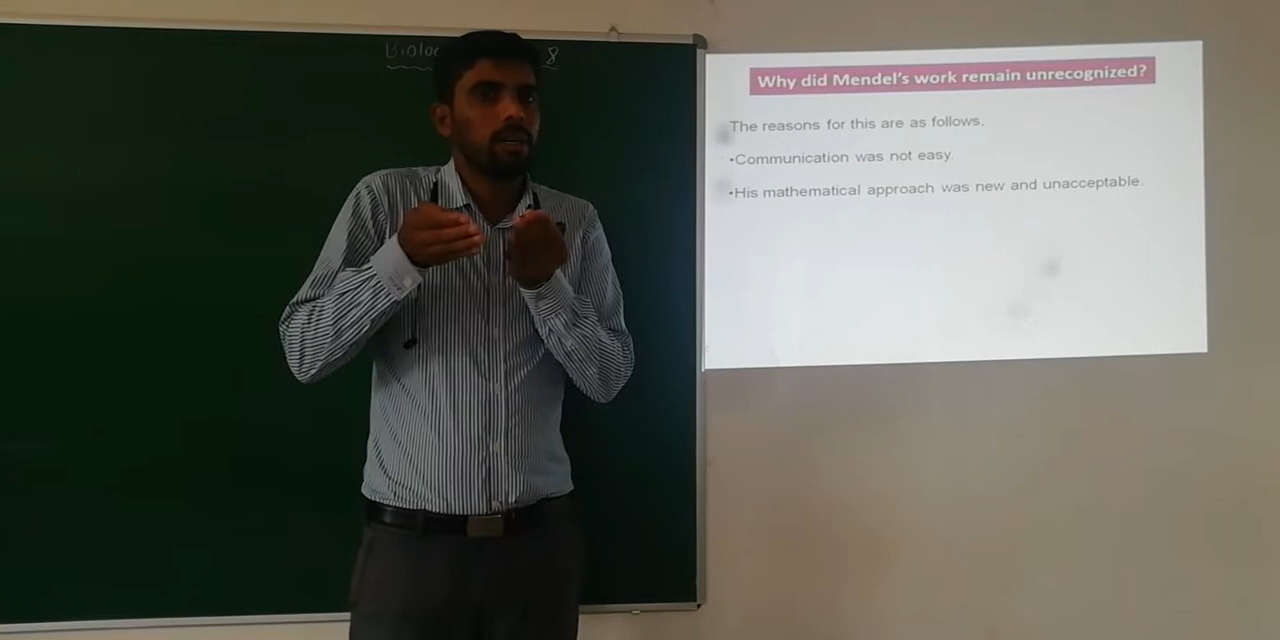 Why did Mendel's work remain unrecognized?
The reasons for this are as follows,
•Communication was not easy.
•His mathematical approach was new and unacceptable.
8